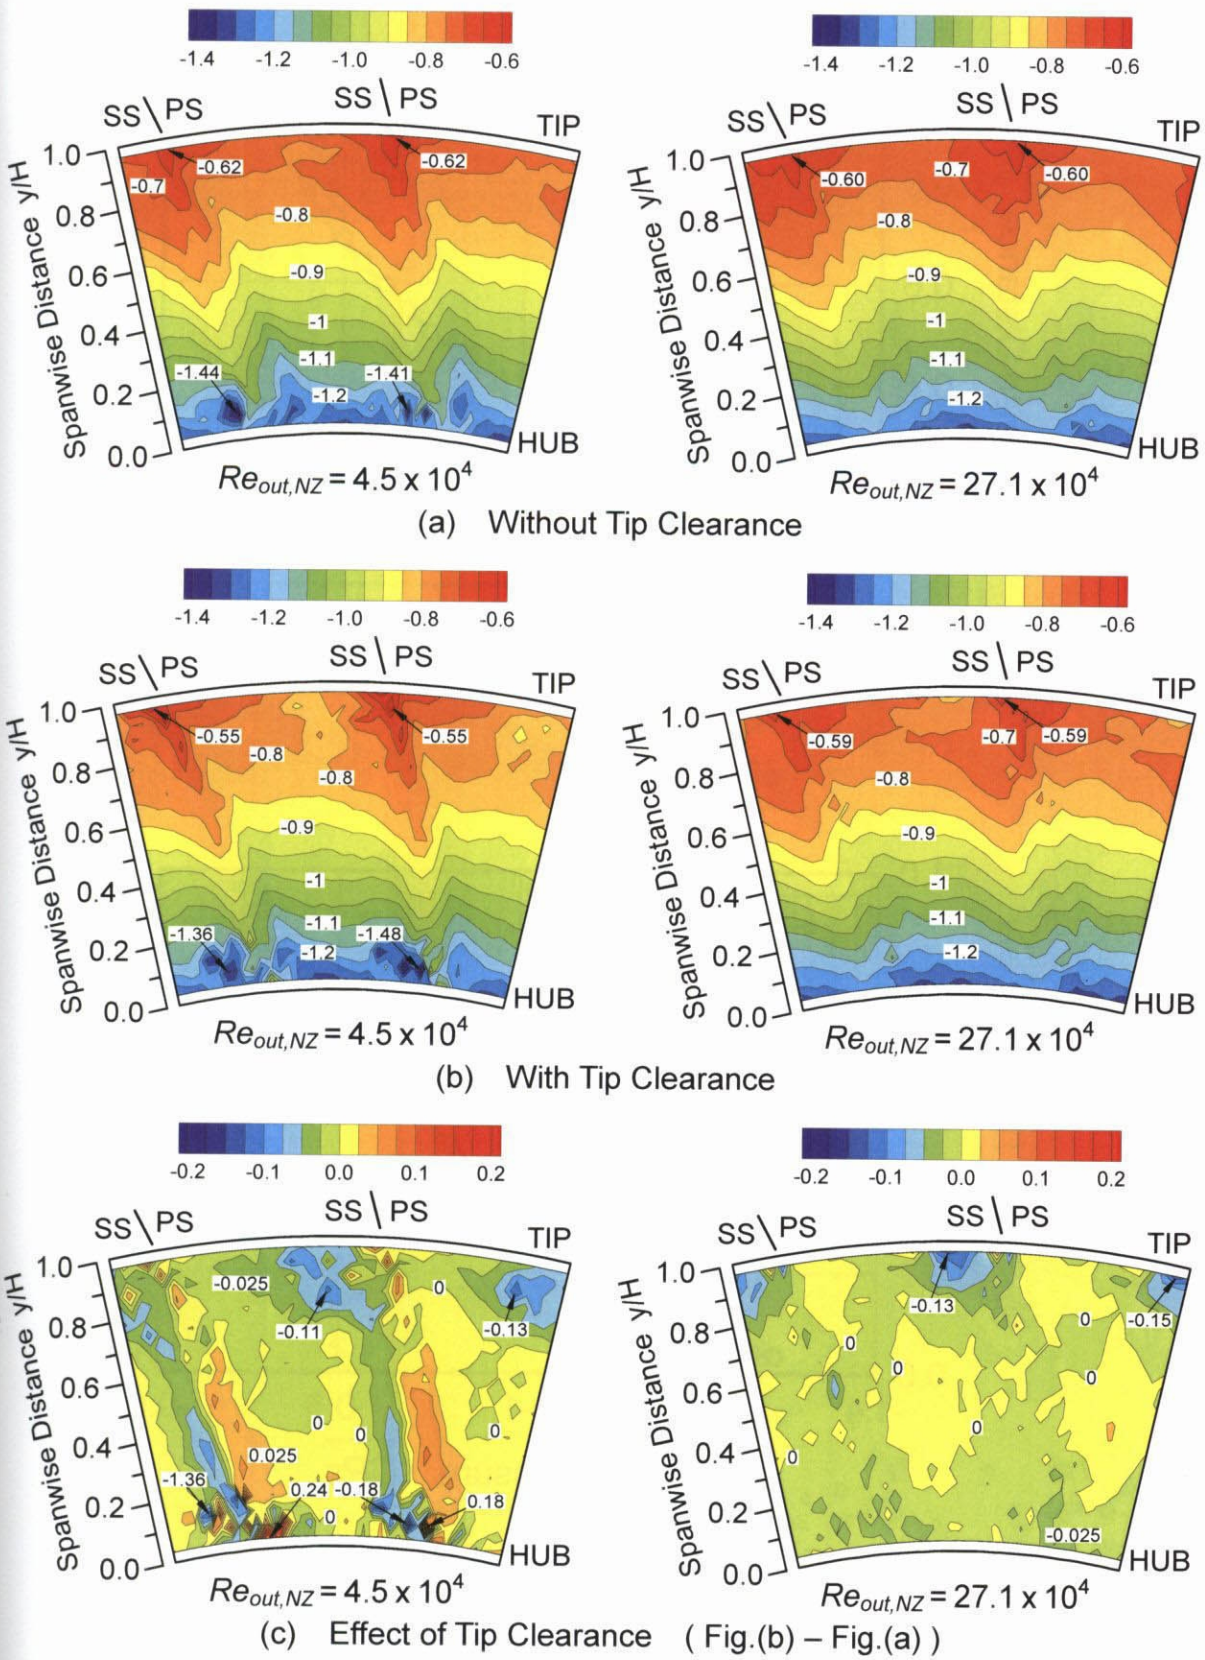 -1.4 -1.2 -1.0 -0.8 -0.6
-1.4 -1.2 -1.0 -0.8 -0.6
SS \ PS SS \ PS TIP
SS \ PS SS \ PS TIP
Spanwise Distance y/H
1.0
0.8
0.6
0.4
0.2
0.0
-0.62
-0.62
-0.7
-0.8
-0.9
-1
-1.1
-1.44
-1.41
-1.2
HUB
Re_out,NZ = 4.5 x 10⁴
Spanwise Distance y/H
1.0
0.8
0.6
0.4
0.2
0.0
-0.60
-0.7
-0.60
-0.8
-0.9
-1
-1.1
-1.2
HUB
Re_out,NZ = 27.1 x 10⁴
(a) Without Tip Clearance
-1.4 -1.2 -1.0 -0.8 -0.6
-1.4 -1.2 -1.0 -0.8 -0.6
SS \ PS SS \ PS TIP
SS \ PS SS \ PS TIP
Spanwise Distance y/H
1.0
0.8
0.6
0.4
0.2
0.0
-0.55
-0.55
-0.8
-0.8
-0.9
-1
-1.1
-1.36
-1.48
-1.2
HUB
Re_out,NZ = 4.5 x 10⁴
Spanwise Distance y/H
1.0
0.8
0.6
0.4
0.2
0.0
-0.59
-0.7
-0.59
-0.8
-0.9
-1
-1.1
-1.2
HUB
Re_out,NZ = 27.1 x 10⁴
(b) With Tip Clearance
-0.2 -0.1 0.0 0.1 0.2
-0.2 -0.1 0.0 0.1 0.2
SS \ PS SS \ PS TIP
SS \ PS SS \ PS TIP
Spanwise Distance y/H
1.0
0.8
0.6
0.4
0.2
0.0
-0.025
0
-0.11
-0.13
0
0
0
0.025
-1.36
0.24
-0.18
0.18
0
HUB
Re_out,NZ = 4.5 x 10⁴
Spanwise Distance y/H
1.0
0.8
0.6
0.4
0.2
0.0
-0.13
-0.15
0
0
0
0
0
0
-0.025
HUB
Re_out,NZ = 27.1 x 10⁴
(c) Effect of Tip Clearance ( Fig.(b) – Fig.(a) )